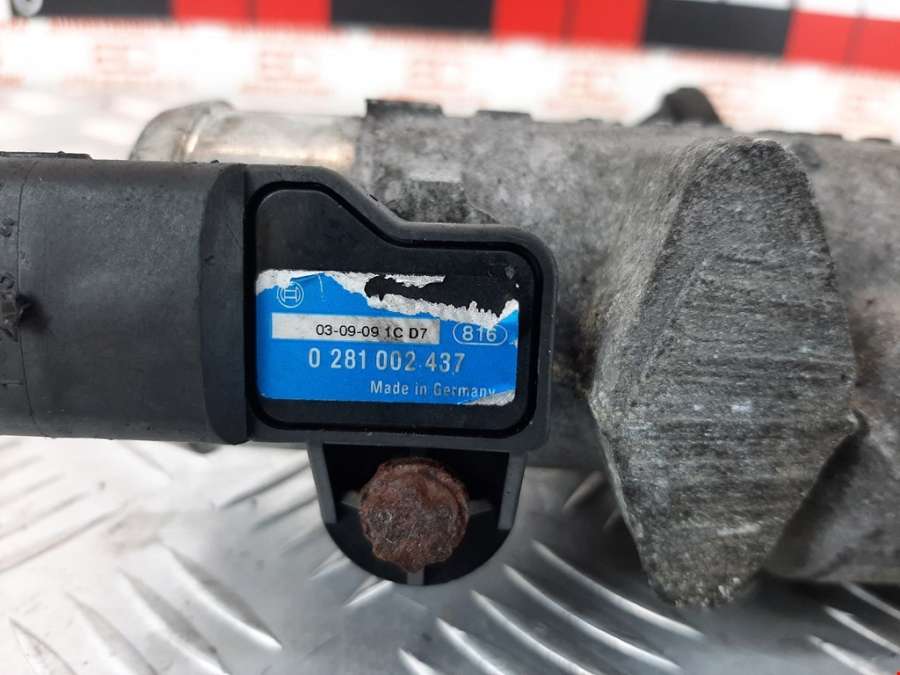 03-09-09 1C D7
816
0 281 002 437
Made in Germany